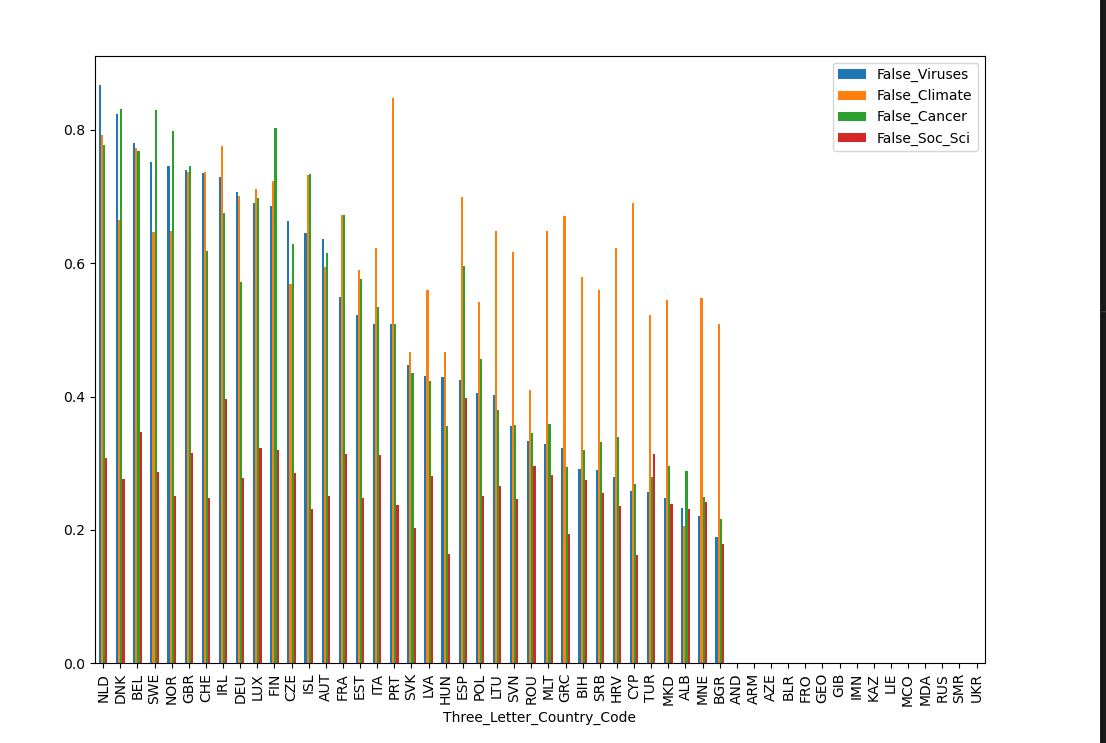 False_Viruses
False_Climate
False_Cancer
False_Soc_Sci
0.8
0.6
0.4
0.2
0.0
NLD DNK BEL SWE NOR GBR CHE IRL DEU LUX FIN CZE ISL AUT FRA EST ITA PRT SVK LVA HUN ESP POL LTU SVN ROU MLT GRC BIH SRB HRV CYP TUR MKD ALB MNE BGR AND ARM AZE BLR FRO GEO GIB IMN KAZ LIE MCO MDA RUS SMR UKR
Three_Letter_Country_Code